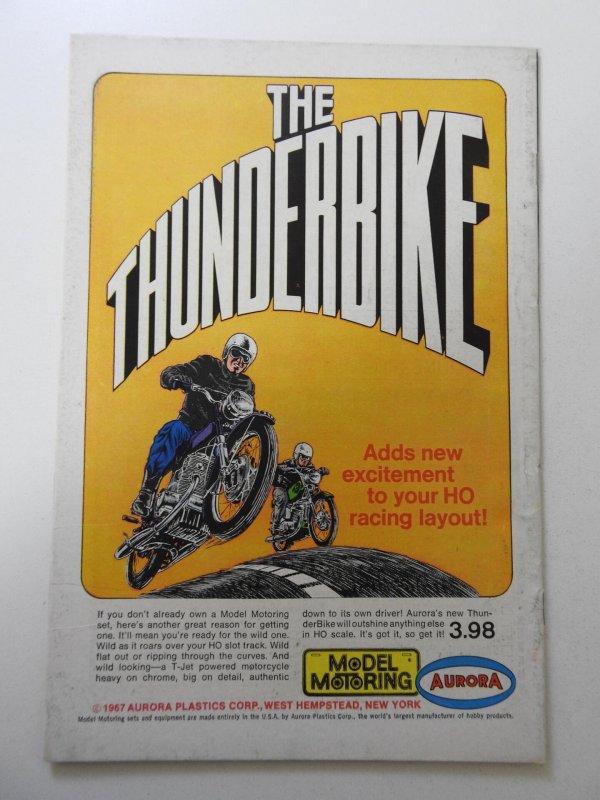 THE
THUNDERBIKE
Adds new
excitement
to your HO
racing layout!
If you don't already own a Model Motoring
set, here's another great reason for getting
one. It'll mean you're ready for the wild one.
Wild as it roars over your HO slot track. Wild
flat out or ripping through the curves. And
wild looking—a T-Jet powered motorcycle
heavy on chrome, big on detail, authentic
down to its own driver! Aurora's new Thun-
derBike will outshine anything else
in HO scale. It's got it, so get it! 3.98
MODEL
MOTORING
AURORA
© 1967 AURORA PLASTICS CORP., WEST HEMPSTEAD, NEW YORK
Model Motoring sets and equipment are made entirely in the U.S.A. by Aurora Plastics Corp., the world's largest manufacturer of hobby products.